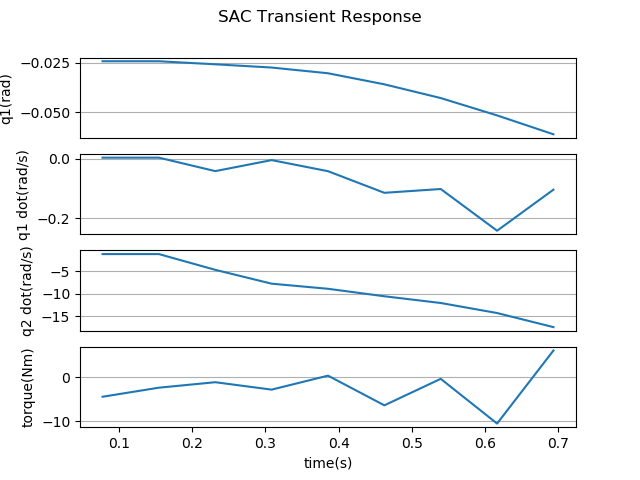 SAC Transient Response
−0.025
−0.050
q1(rad)
0.0
−0.2
q1 dot(rad/s)
−5
−10
−15
q2 dot(rad/s)
0
−10
torque(Nm)
0.1 0.2 0.3 0.4 0.5 0.6 0.7
time(s)